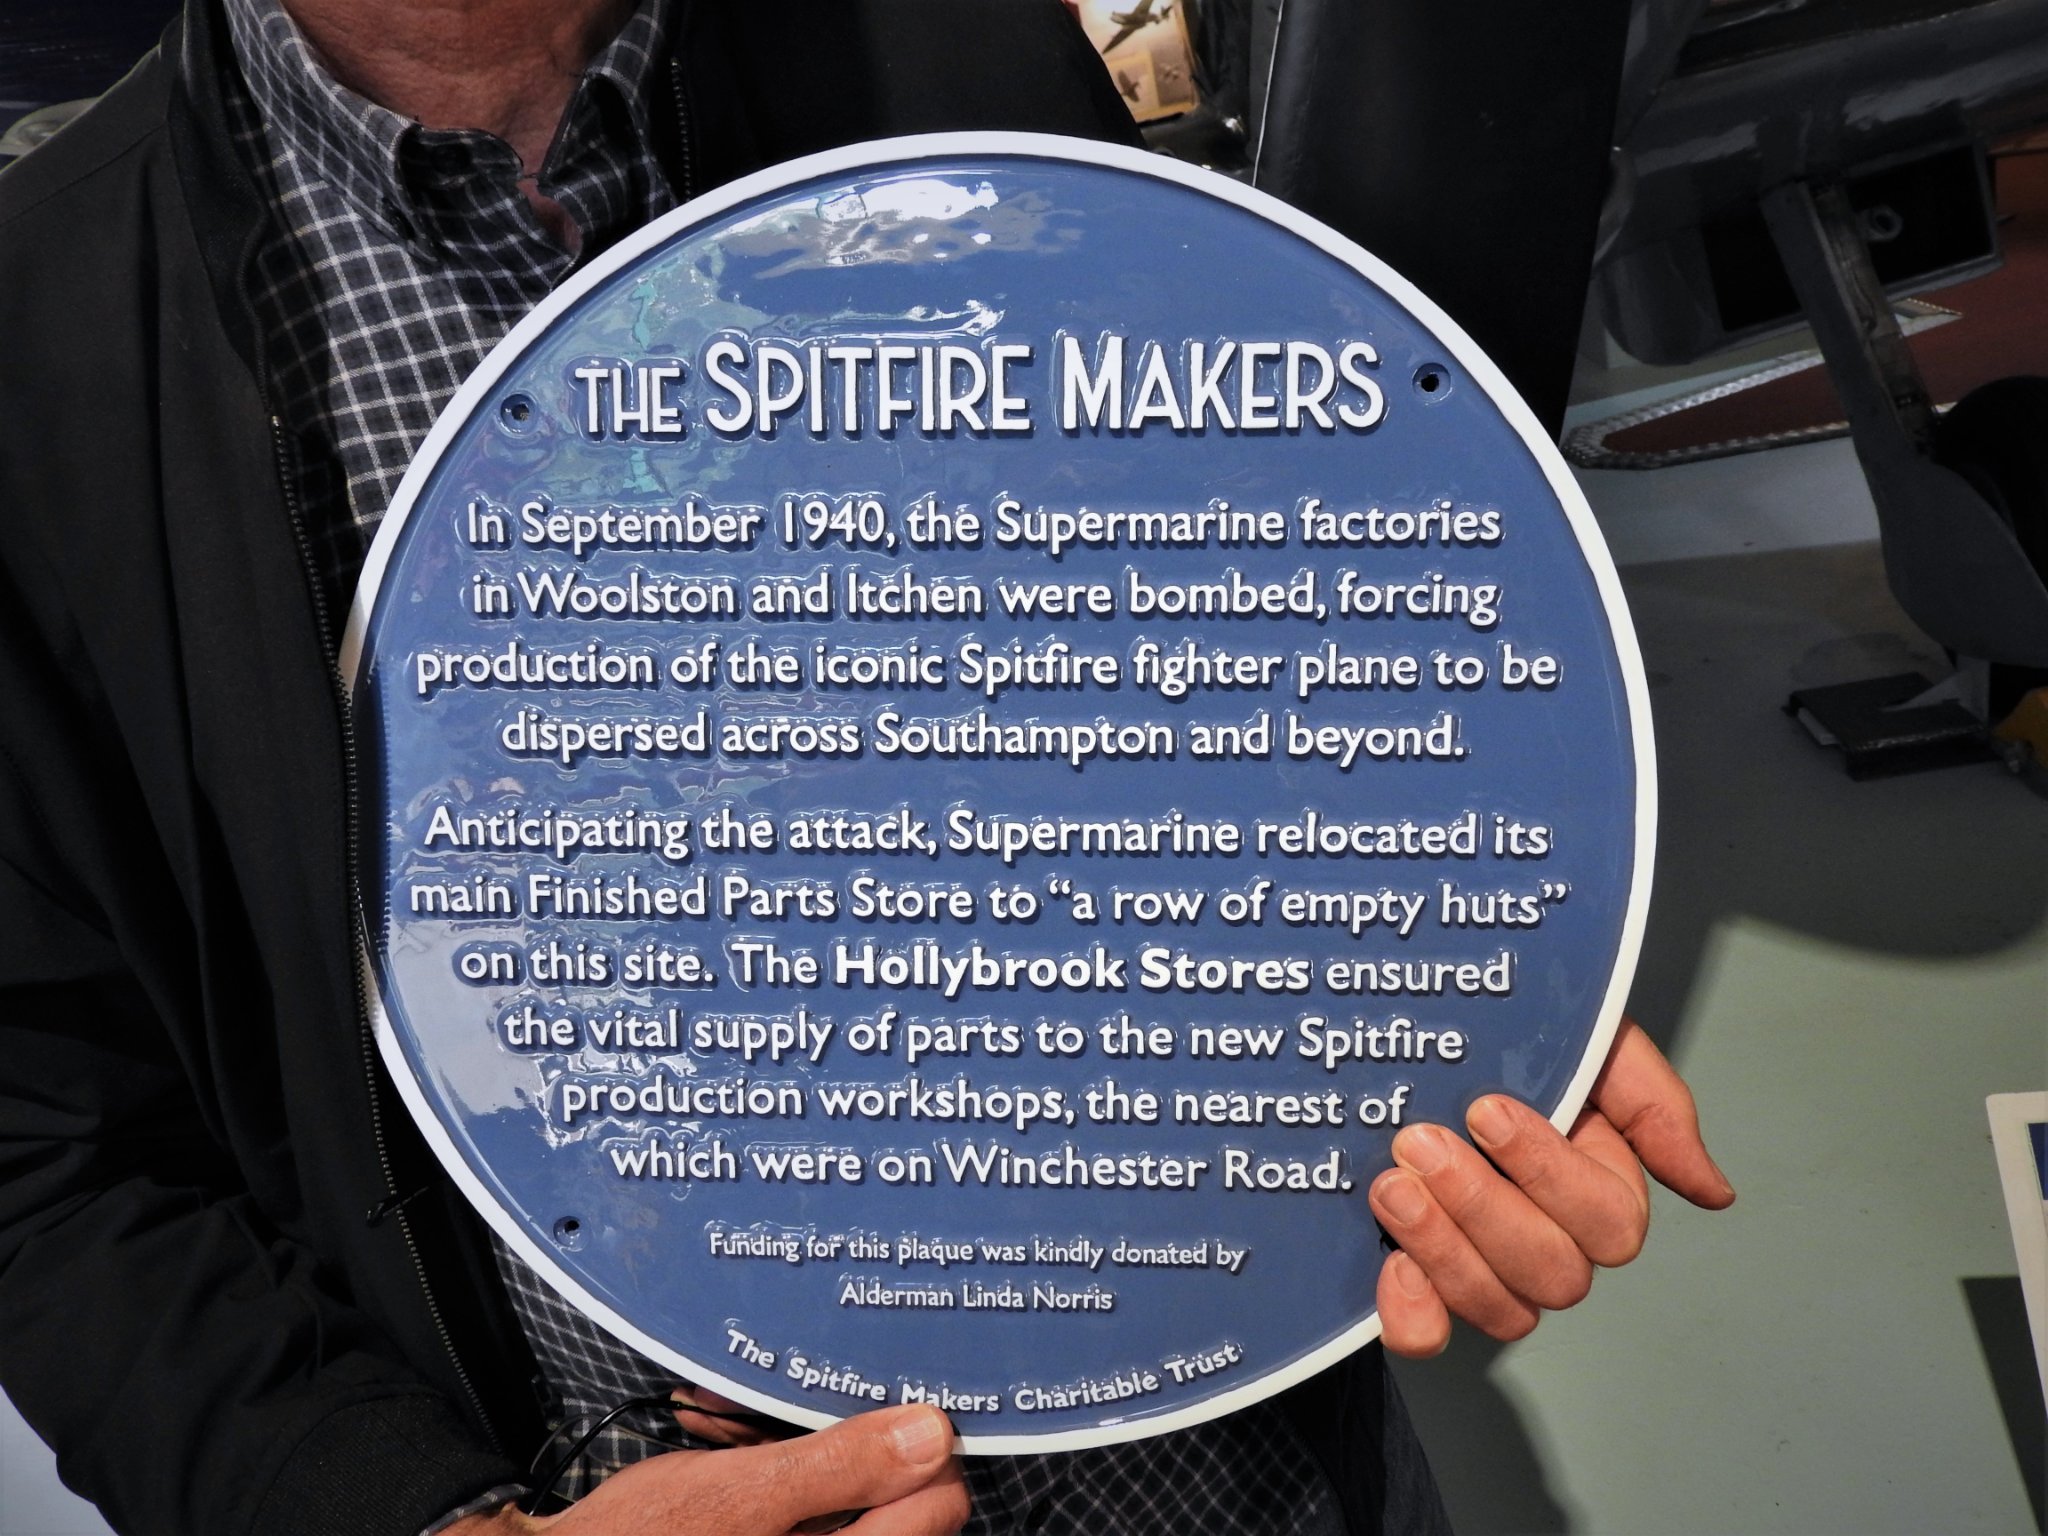 THE SPITFIRE MAKERS
In September 1940, the Supermarine factories
in Woolston and Itchen were bombed, forcing
production of the iconic Spitfire fighter plane to be
dispersed across Southampton and beyond.
Anticipating the attack, Supermarine relocated its
main Finished Parts Store to “a row of empty huts”
on this site. The Hollybrook Stores ensured
the vital supply of parts to the new Spitfire
production workshops, the nearest of
which were on Winchester Road.
Funding for this plaque was kindly donated by
Alderman Linda Norris
The Spitfire Makers Charitable Trust